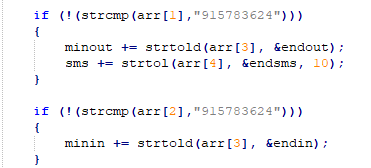 if (!(strcmp(arr[1],"915783624")))
{
minout += strtold(arr[3], &endout);
sms += strtol(arr[4], &endsms, 10);
}
if (!(strcmp(arr[2],"915783624")))
{
minin += strtold(arr[3], &endin);
}